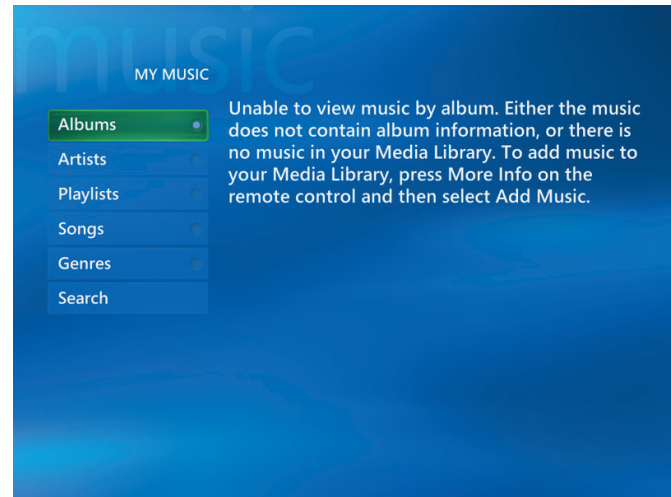 music
MY MUSIC
Albums
Artists
Playlists
Songs
Genres
Search
Unable to view music by album. Either the music
does not contain album information, or there is
no music in your Media Library. To add music to
your Media Library, press More Info on the
remote control and then select Add Music.